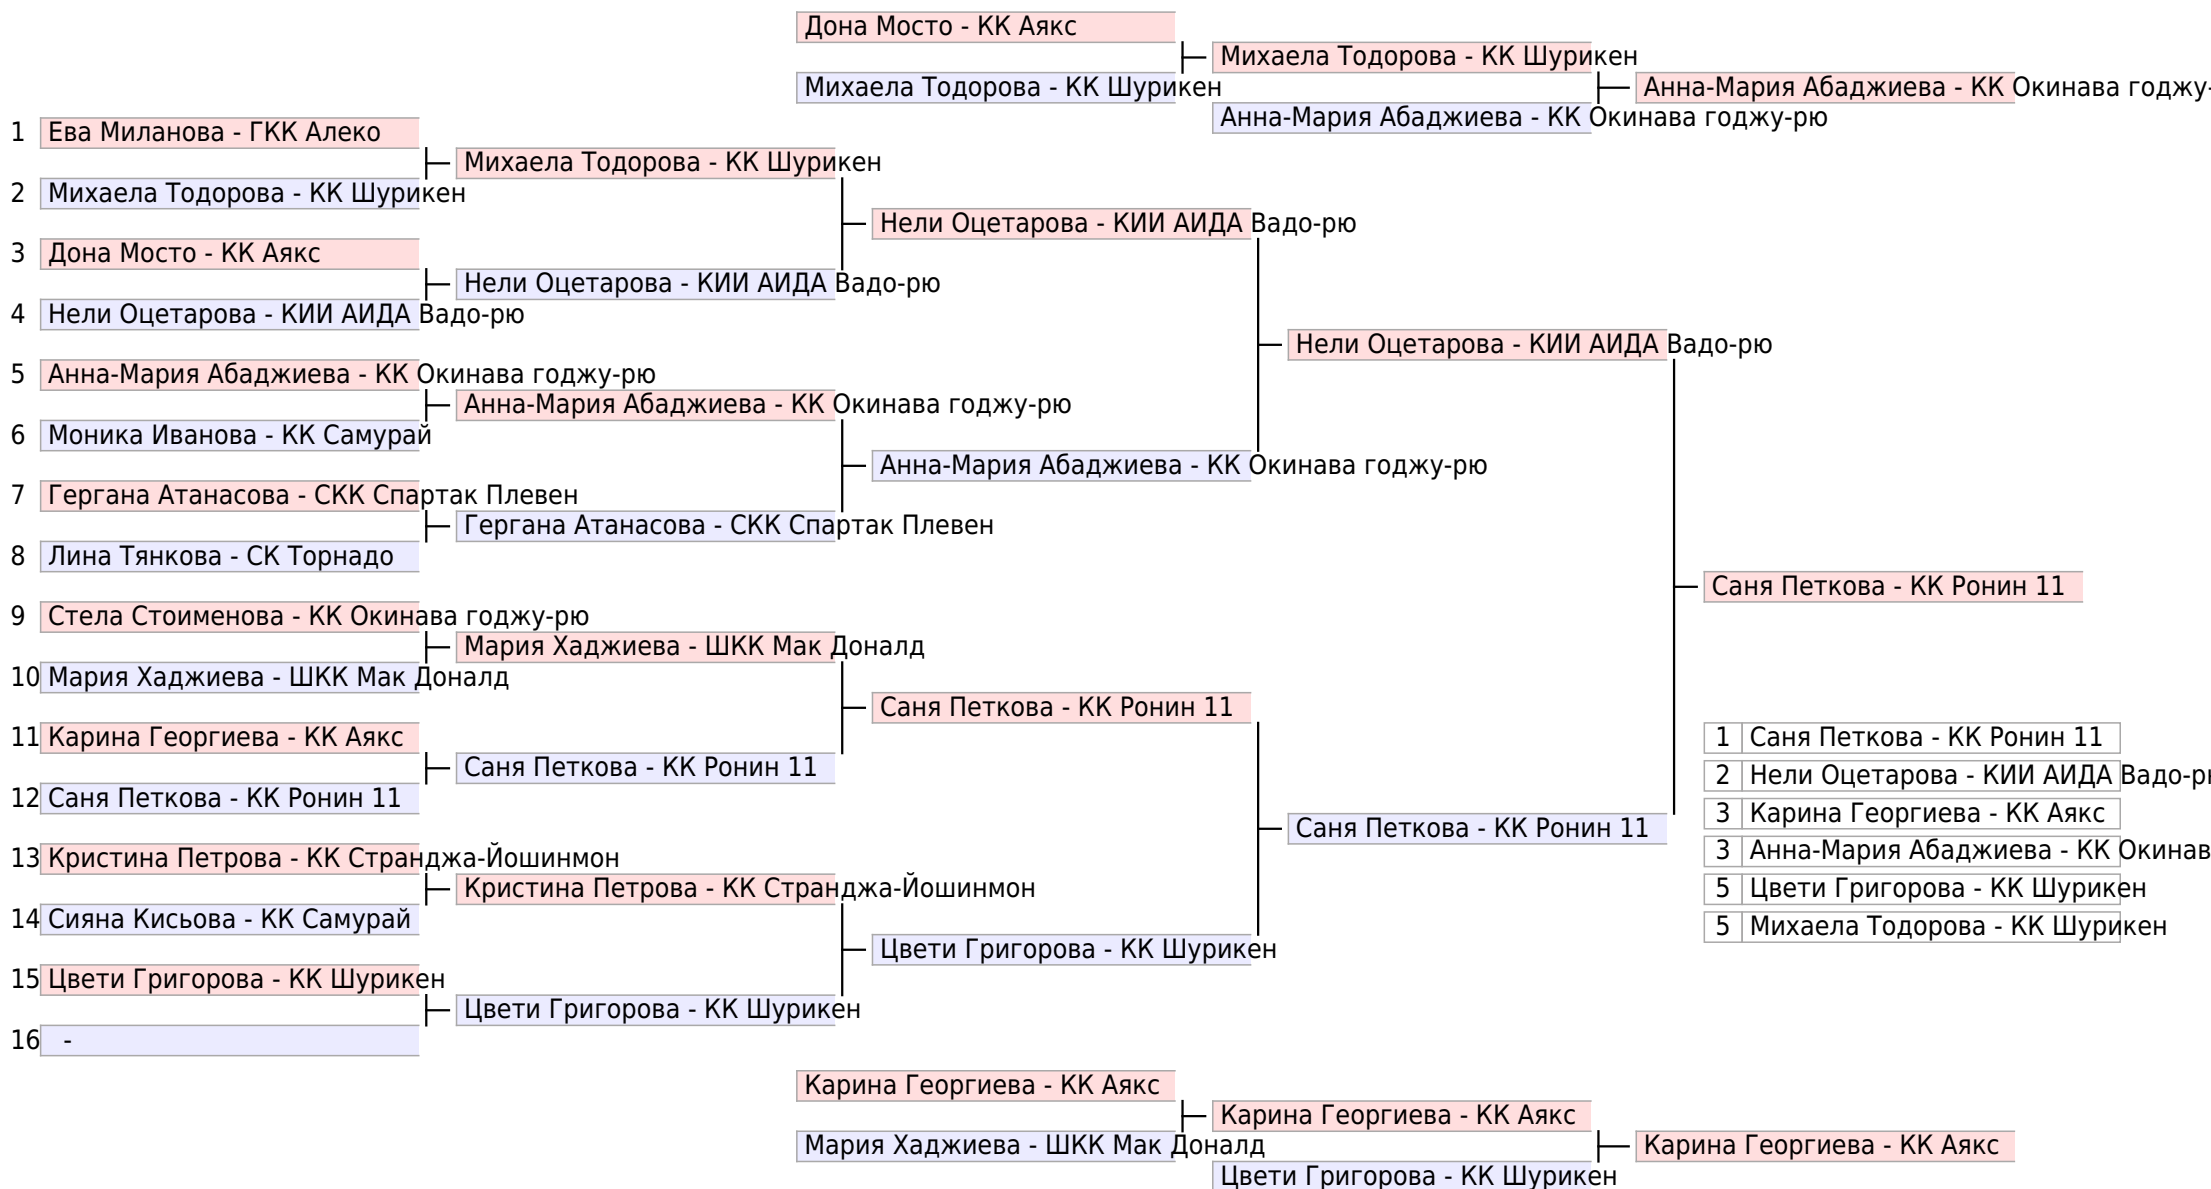 Дона Мосто - КК Аякс
Михаела Тодорова - КК Шурикен
Михаела Тодорова - КК Шурикен
Анна-Мария Абаджиева - КК Окинава годжу-рю
Анна-Мария Абаджиева - КК Окинава годжу-
1 Ева Миланова - ГКК Алеко
2 Михаела Тодорова - КК Шурикен
3 Дона Мосто - КК Аякс
4 Нели Оцетарова - КИИ АИДА Вадо-рю
5 Анна-Мария Абаджиева - КК Окинава годжу-рю
6 Моника Иванова - КК Самурай
7 Гергана Атанасова - СКК Спартак Плевен
8 Лина Тянкова - СК Торнадо
9 Стела Стоименова - КК Окинава годжу-рю
10 Мария Хаджиева - ШКК Мак Доналд
11 Карина Георгиева - КК Аякс
12 Саня Петкова - КК Ронин 11
13 Кристина Петрова - КК Странджа-Йошинмон
14 Сияна Кисьова - КК Самурай
15 Цвети Григорова - КК Шурикен
16 -
Михаела Тодорова - КК Шурикен
Нели Оцетарова - КИИ АИДА Вадо-рю
Анна-Мария Абаджиева - КК Окинава годжу-рю
Гергана Атанасова - СКК Спартак Плевен
Мария Хаджиева - ШКК Мак Доналд
Саня Петкова - КК Ронин 11
Кристина Петрова - КК Странджа-Йошинмон
Цвети Григорова - КК Шурикен
Нели Оцетарова - КИИ АИДА Вадо-рю
Анна-Мария Абаджиева - КК Окинава годжу-рю
Саня Петкова - КК Ронин 11
Цвети Григорова - КК Шурикен
Нели Оцетарова - КИИ АИДА Вадо-рю
Саня Петкова - КК Ронин 11
Саня Петкова - КК Ронин 11
1 Саня Петкова - КК Ронин 11
2 Нели Оцетарова - КИИ АИДА Вадо-рю
3 Карина Георгиева - КК Аякс
3 Анна-Мария Абаджиева - КК Окинав
5 Цвети Григорова - КК Шурикен
5 Михаела Тодорова - КК Шурикен
Карина Георгиева - КК Аякс
Мария Хаджиева - ШКК Мак Доналд
Карина Георгиева - КК Аякс
Цвети Григорова - КК Шурикен
Карина Георгиева - КК Аякс